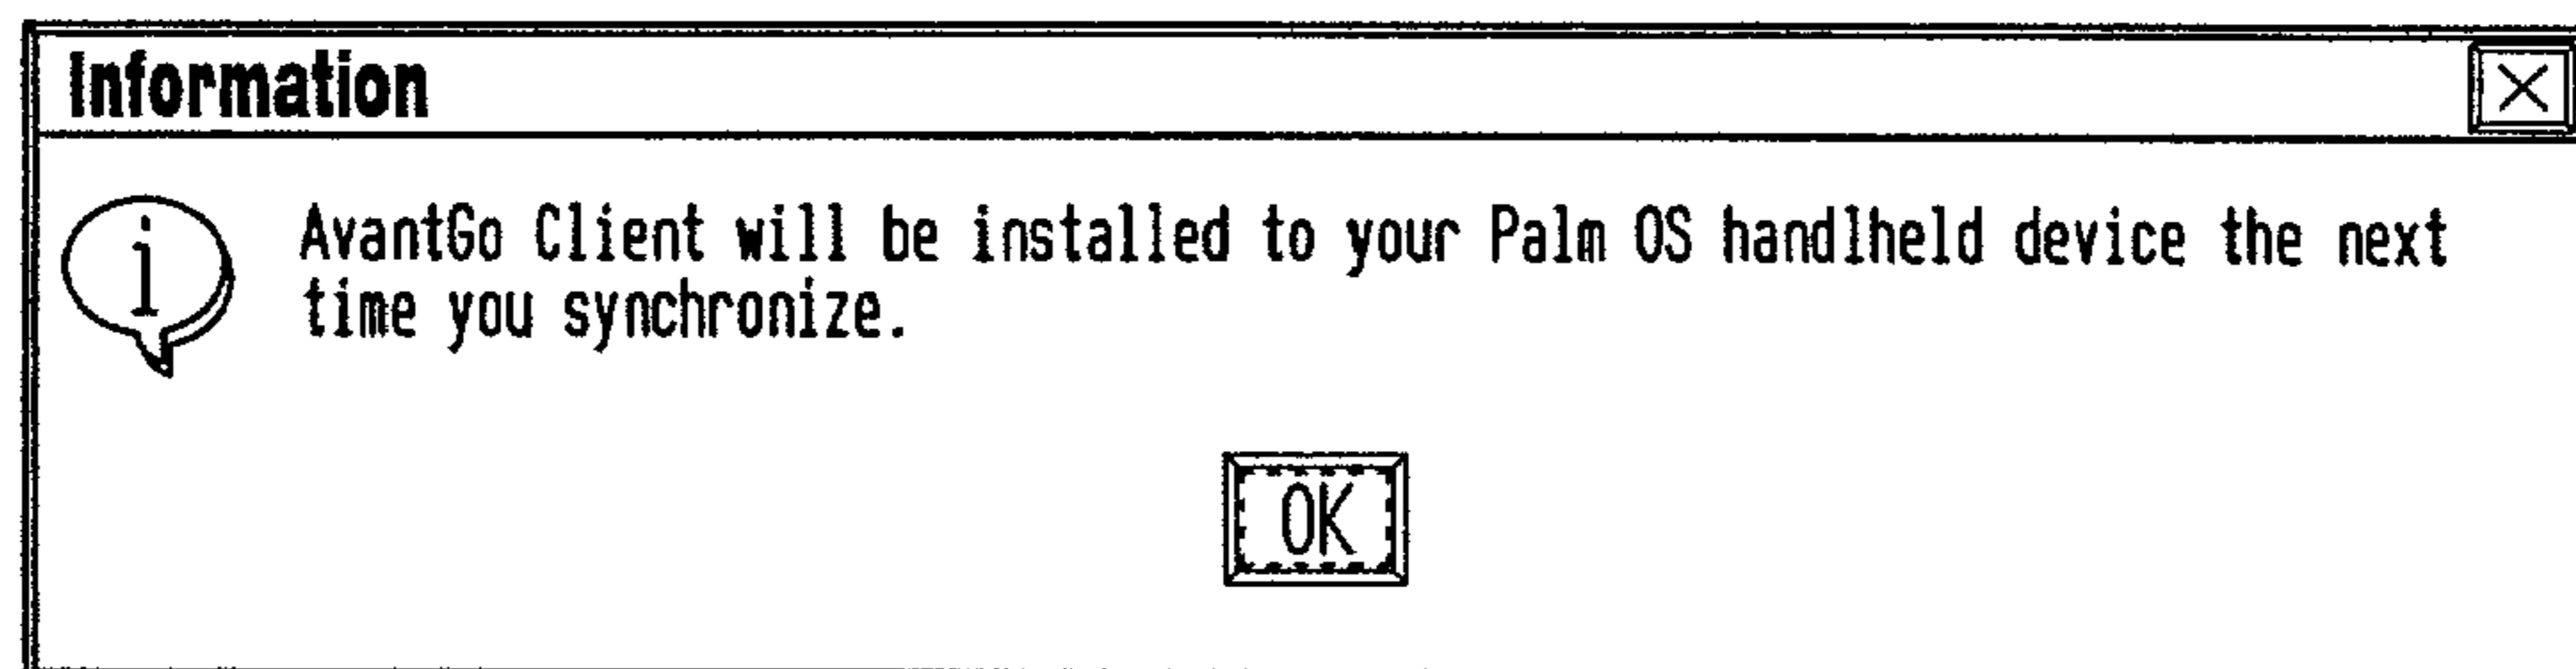 Information
AvantGo Client will be installed to your Palm OS handlheld device the next
time you synchronize.
OK